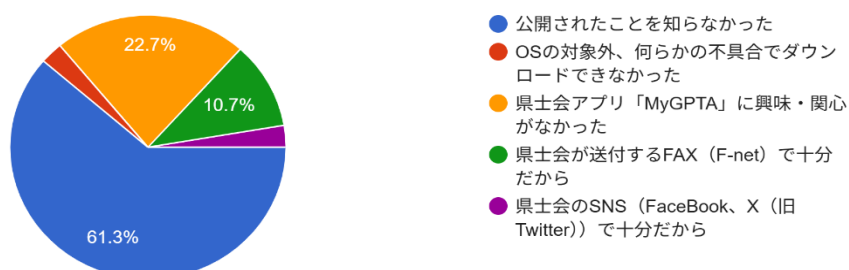 22.7%
10.7%
61.3%
公開されたことを知らなかった
OSの対象外、何らかの不具合でダウン
ロードできなかった
県士会アプリ「MyGPTA」に興味・関心
がなかった
県士会が送付するFAX（F-net）で十分
だから
県士会のSNS（FaceBook、X（旧
Twitter））で十分だから